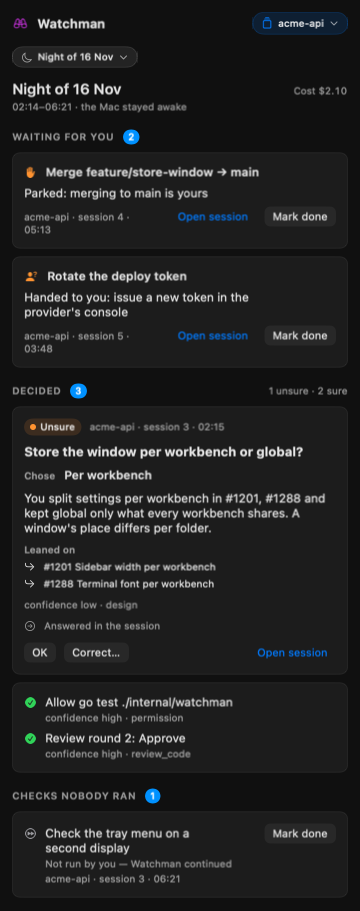 Watchman
acme-api
Night of 16 Nov
Night of 16 Nov
Cost $2.10
02:14–06:21 · the Mac stayed awake
WAITING FOR YOU 2
Merge feature/store-window → main
Parked: merging to main is yours
acme-api · session 4 ·
05:13
Open session
Mark done
Rotate the deploy token
Handed to you: issue a new token in the
provider's console
acme-api · session 5 ·
03:48
Open session
Mark done
DECIDED 3
1 unsure · 2 sure
Unsure
acme-api · session 3 · 02:15
Store the window per workbench or global?
Chose Per workbench
You split settings per workbench in #1201, #1288 and
kept global only what every workbench shares. A
window's place differs per folder.
Leaned on
#1201 Sidebar width per workbench
#1288 Terminal font per workbench
confidence low · design
Answered in the session
OK
Correct...
Open session
Allow go test ./internal/watchman
confidence high · permission
Review round 2: Approve
confidence high · review_code
CHECKS NOBODY RAN 1
Check the tray menu on a
second display
Mark done
Not run by you — Watchman continued
acme-api · session 3 · 06:21